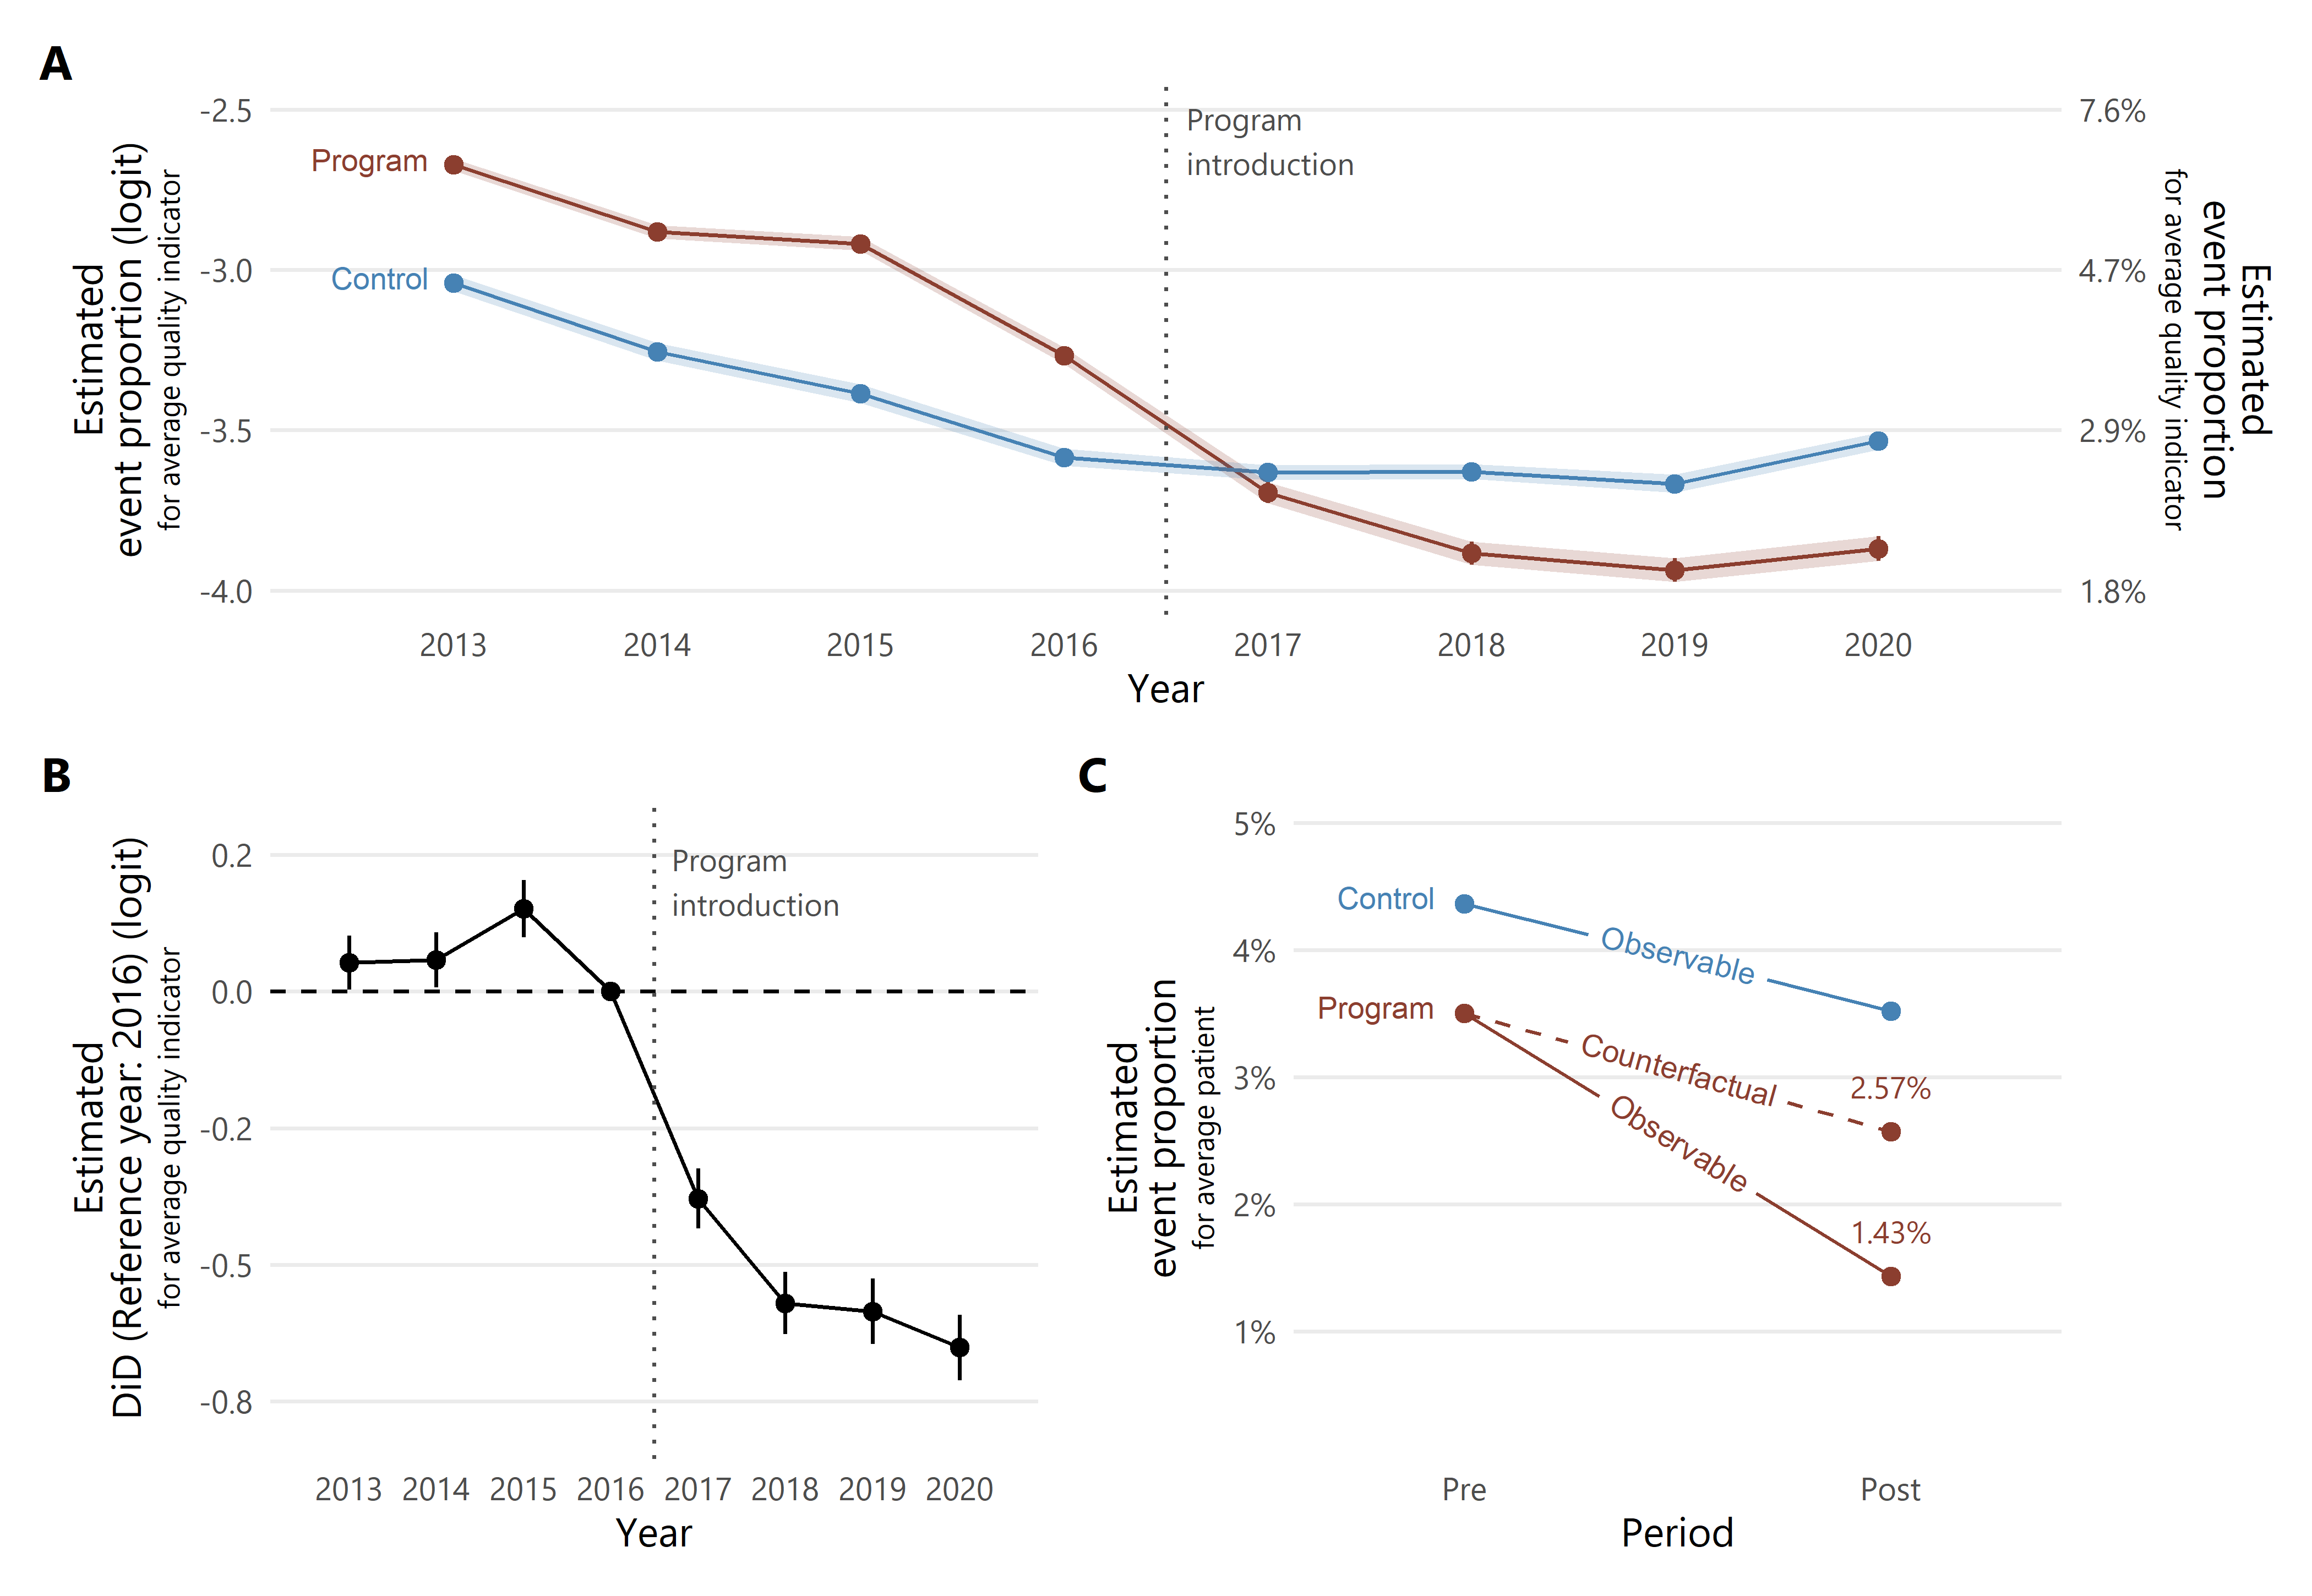 A
Estimated
event proportion (logit)
for average quality indicator
-2.5
-3.0
-3.5
-4.0
Program
Control
Program
introduction
7.6%
4.7%
2.9%
1.8%
Estimated
event proportion
for average quality indicator
2013 2014 2015 2016 2017 2018 2019 2020
Year
B
Estimated
DiD (Reference year: 2016) (logit)
for average quality indicator
0.2
0.0
-0.2
-0.5
-0.8
Program
introduction
2013 2014 2015 2016 2017 2018 2019 2020
Year
C
Estimated
event proportion
for average patient
5%
4%
3%
2%
1%
Control
Observable
Program
Counterfactual
2.57%
Observable
1.43%
Pre Post
Period